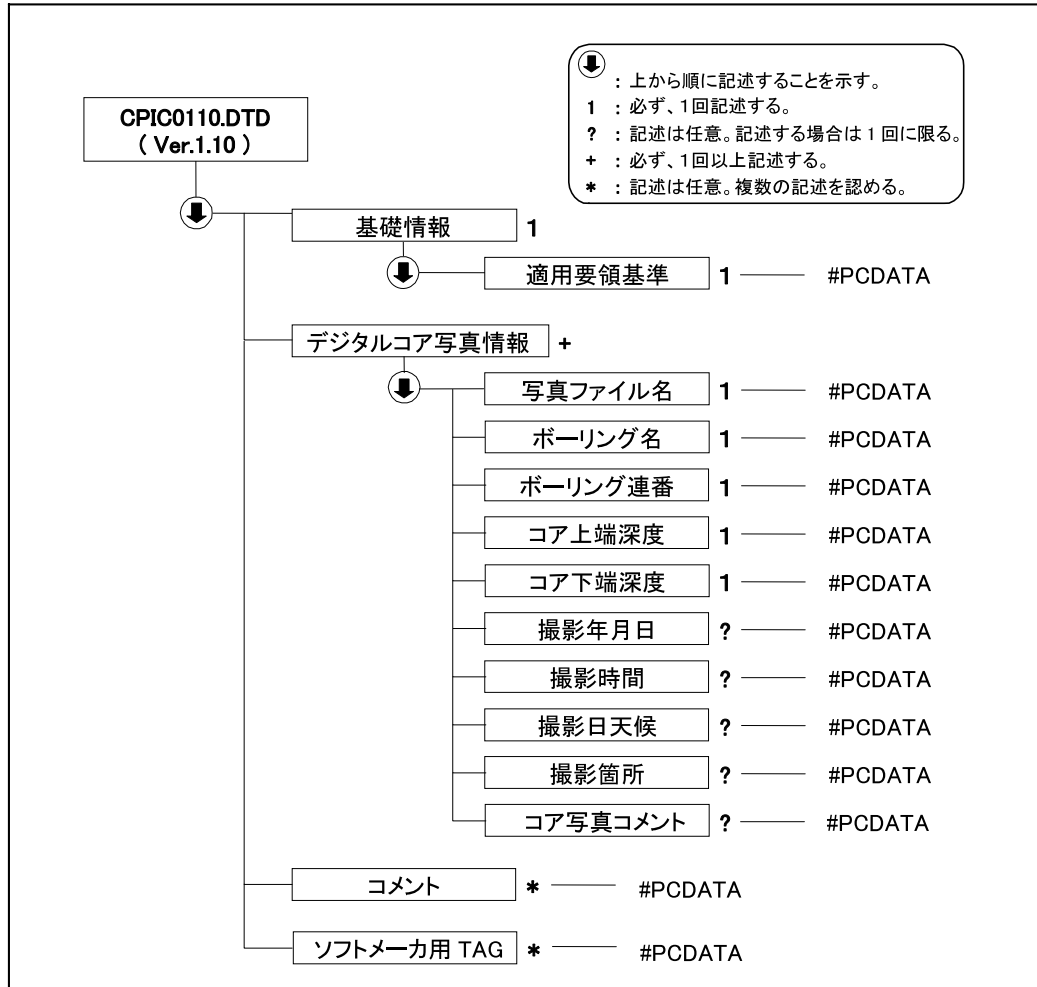 : 上から順に記述することを示す。
1 : 必ず、1回記述する。
? : 記述は任意。記述する場合は 1 回に限る。
+ : 必ず、1回以上記述する。
* : 記述は任意。複数の記述を認める。
CPIC0110.DTD
( Ver.1.10 )
基礎情報 1
適用要領基準 1 #PCDATA
デジタルコア写真情報 +
写真ファイル名 1 #PCDATA
ボーリング名 1 #PCDATA
ボーリング連番 1 #PCDATA
コア上端深度 1 #PCDATA
コア下端深度 1 #PCDATA
撮影年月日 ? #PCDATA
撮影時間 ? #PCDATA
撮影日天候 ? #PCDATA
撮影箇所 ? #PCDATA
コア写真コメント ? #PCDATA
コメント * #PCDATA
ソフトメーカ用 TAG * #PCDATA